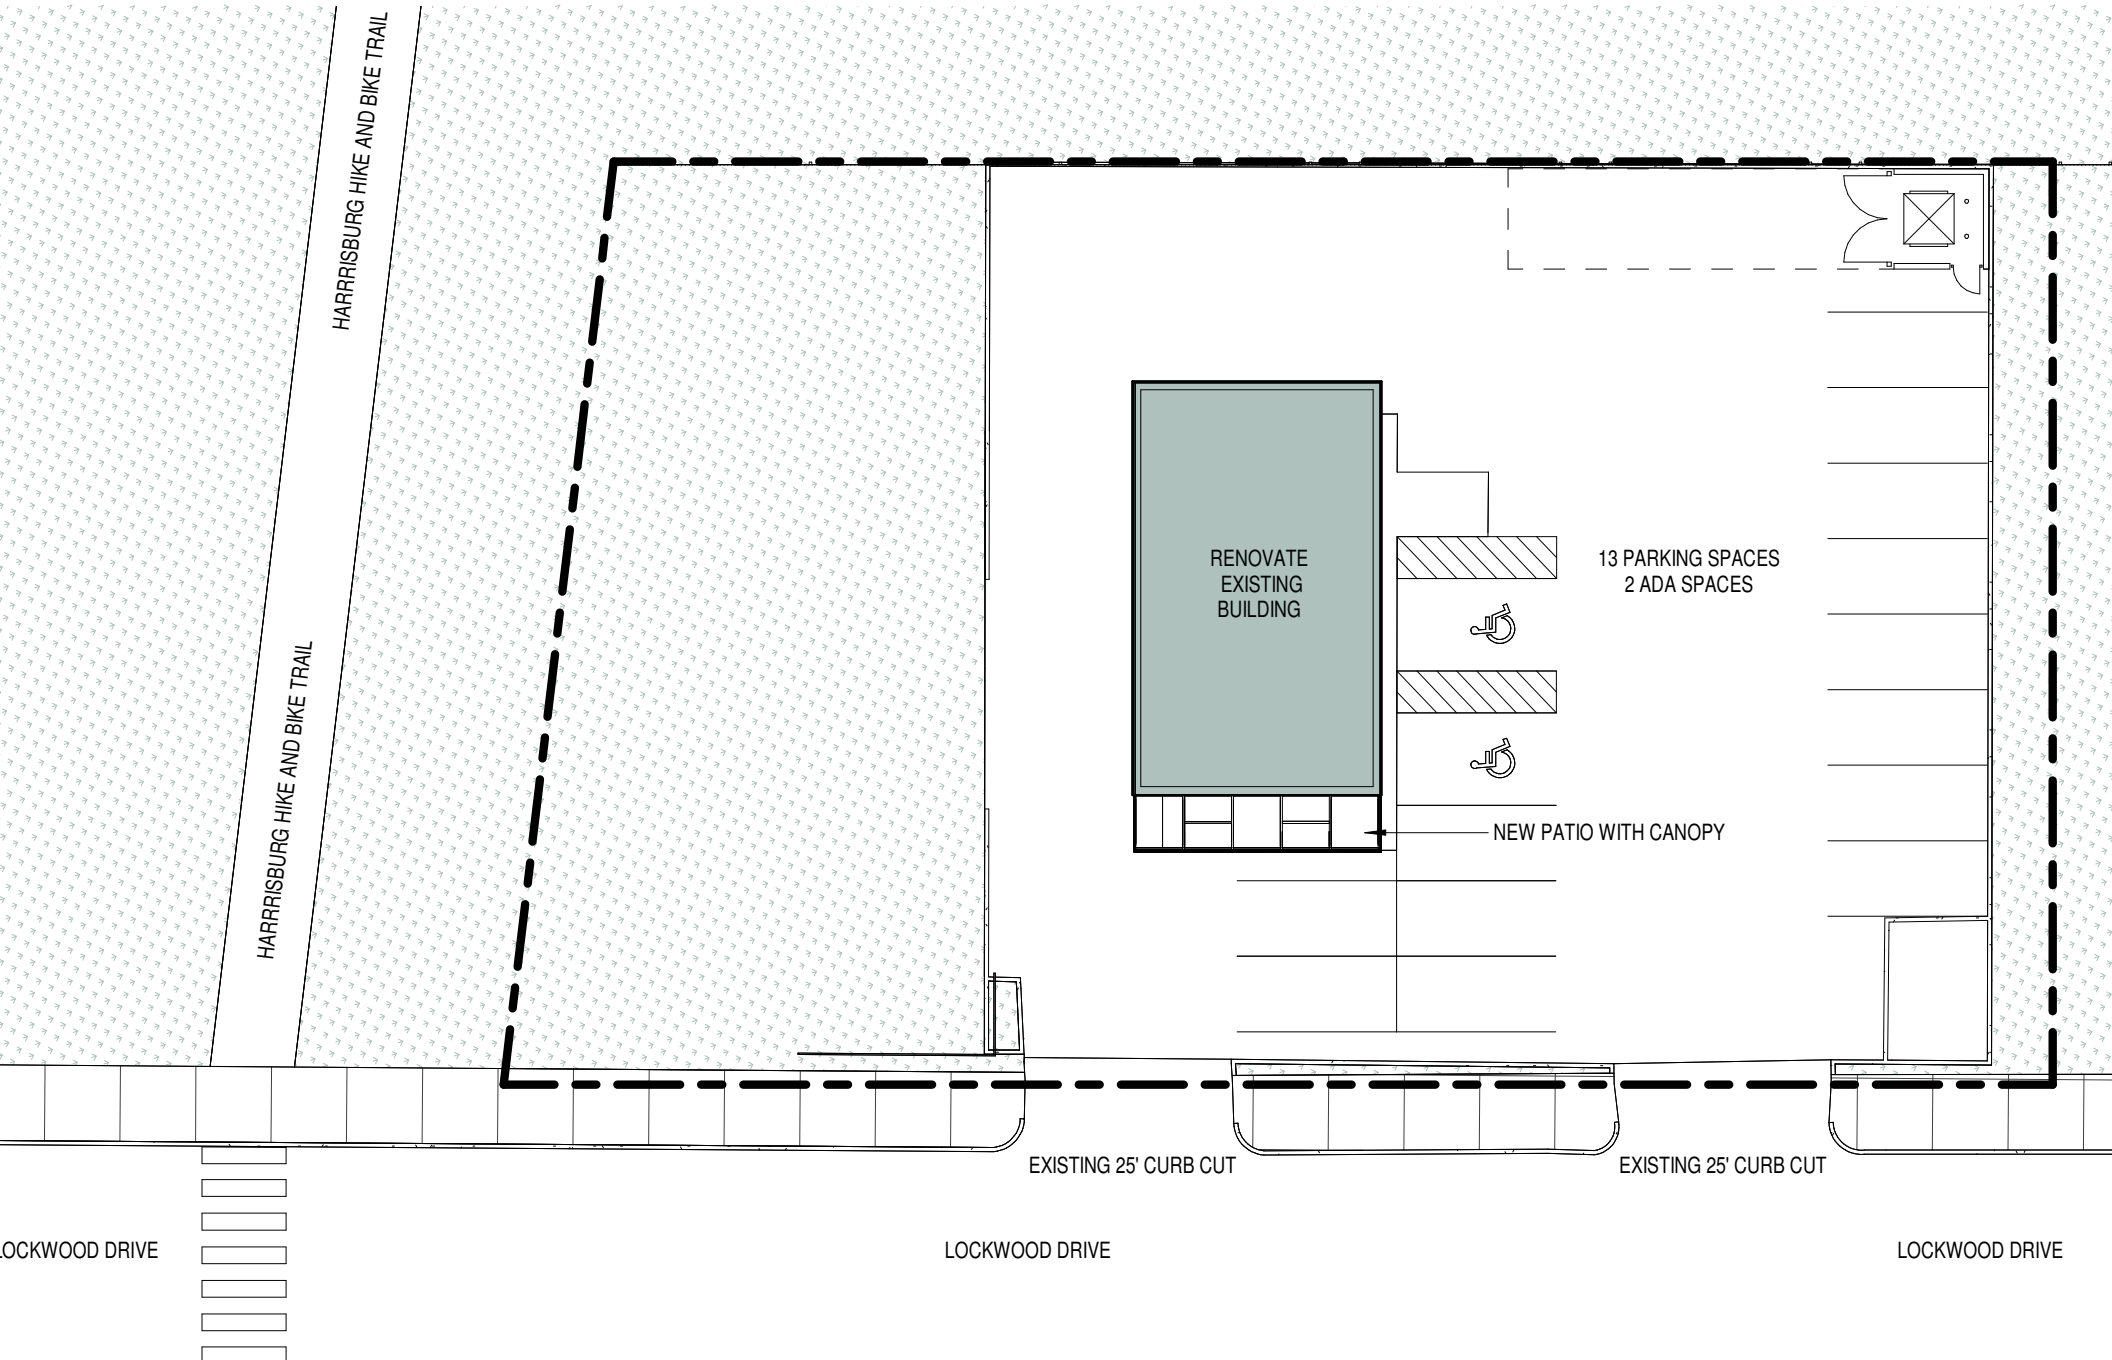 HARRRISBURG HIKE AND BIKE TRAIL
HARRRISBURG HIKE AND BIKE TRAIL
RENOVATE
EXISTING
BUILDING
13 PARKING SPACES
2 ADA SPACES
NEW PATIO WITH CANOPY
EXISTING 25' CURB CUT
EXISTING 25' CURB CUT
LOCKWOOD DRIVE
LOCKWOOD DRIVE
LOCKWOOD DRIVE